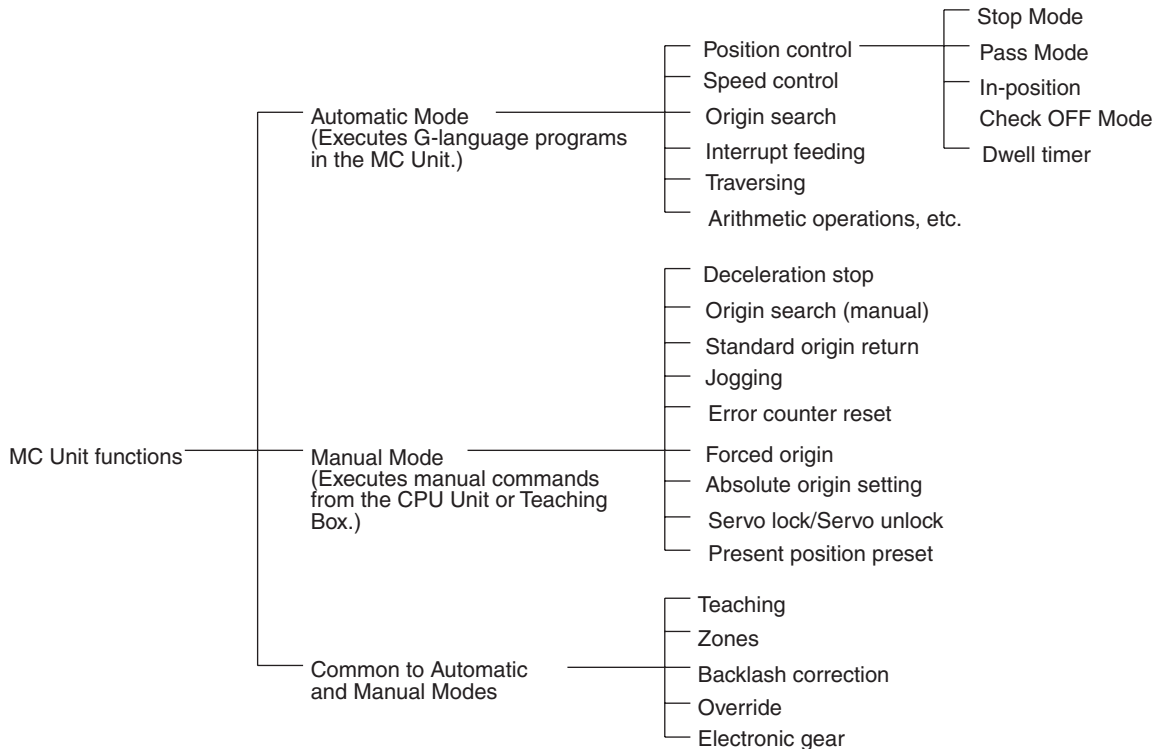 MC Unit functions
Automatic Mode
(Executes G-language programs
in the MC Unit.)
Position control
Stop Mode
Pass Mode
In-position
Check OFF Mode
Dwell timer
Speed control
Origin search
Interrupt feeding
Traversing
Arithmetic operations, etc.
Manual Mode
(Executes manual commands
from the CPU Unit or Teaching
Box.)
Deceleration stop
Origin search (manual)
Standard origin return
Jogging
Error counter reset
Forced origin
Absolute origin setting
Servo lock/Servo unlock
Present position preset
Common to Automatic
and Manual Modes
Teaching
Zones
Backlash correction
Override
Electronic gear